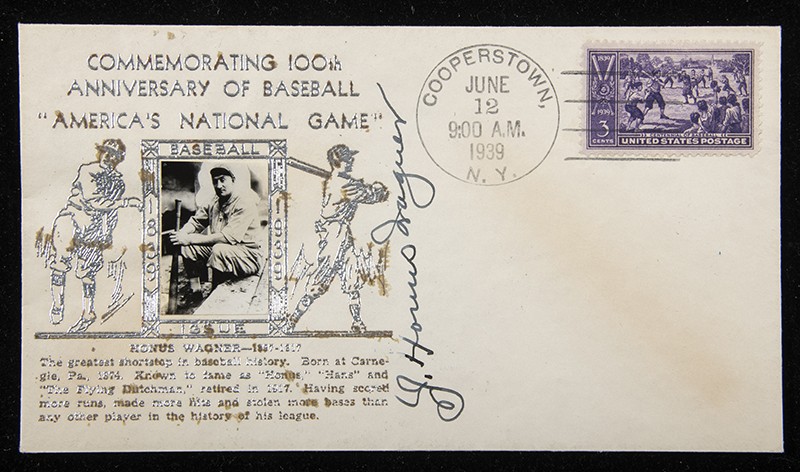 COMMEMORATING 100th
ANNIVERSARY OF BASEBALL
"AMERICA'S NATIONAL GAME"
BASEBALL
1839
1939
ISSUE
HONUS WAGNER—1897-1917
The greatest shortstop in baseball history. Born at Carne-
gie, Pa., 1874. Known to fame as "Honus," "Hans" and
"The Flying Dutchman," retired in 1917. Having scored
more runs, made more hits and stolen more bases than
any other player in the history of his league.
J. Honus Wagner
COOPERSTOWN,
JUNE
12
9:00 A.M.
1939
N. Y.
1839
1939
3
CENTS
CENTENNIAL OF BASEBALL
UNITED STATES POSTAGE